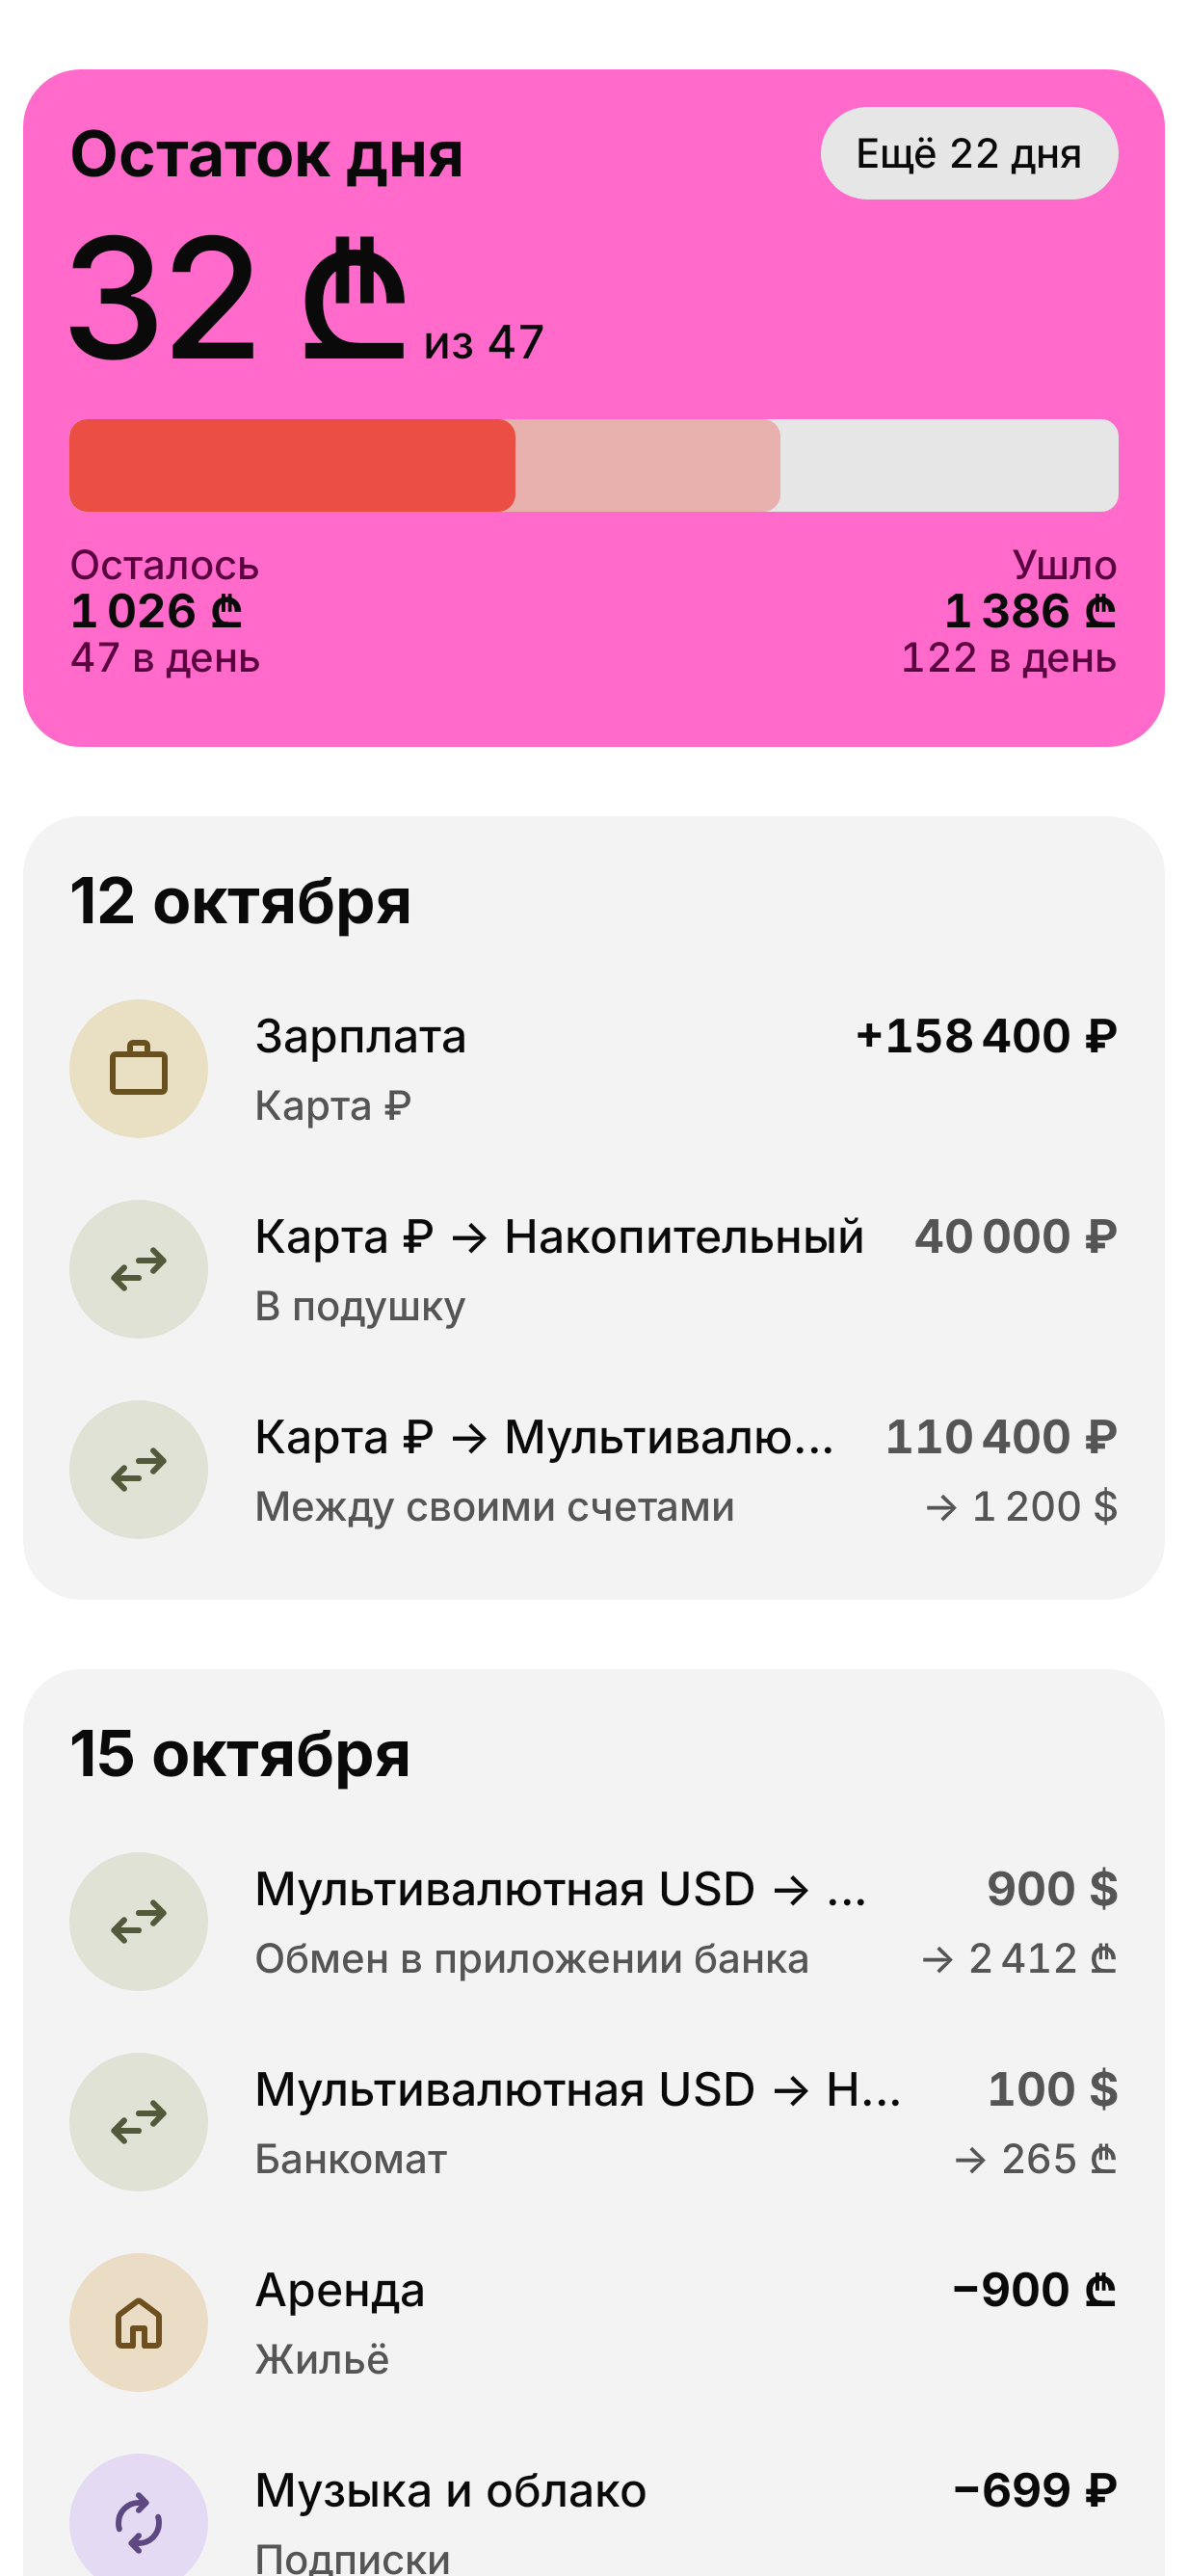 Остаток дня
Ещё 22 дня
32 ₾ из 47
Осталось
Ушло
1 026 ₾
1 386 ₾
47 в день
122 в день
12 октября
Зарплата
+158 400 ₽
Карта ₽
Карта ₽ → Накопительный
40 000 ₽
В подушку
Карта ₽ → Мультивалю...
110 400 ₽
Между своими счетами
→ 1 200 $
15 октября
Мультивалютная USD → ...
900 $
Обмен в приложении банка
→ 2 412 ₾
Мультивалютная USD → Н...
100 $
Банкомат
→ 265 ₾
Аренда
−900 ₾
Жильё
Музыка и облако
−699 ₽
Подписки